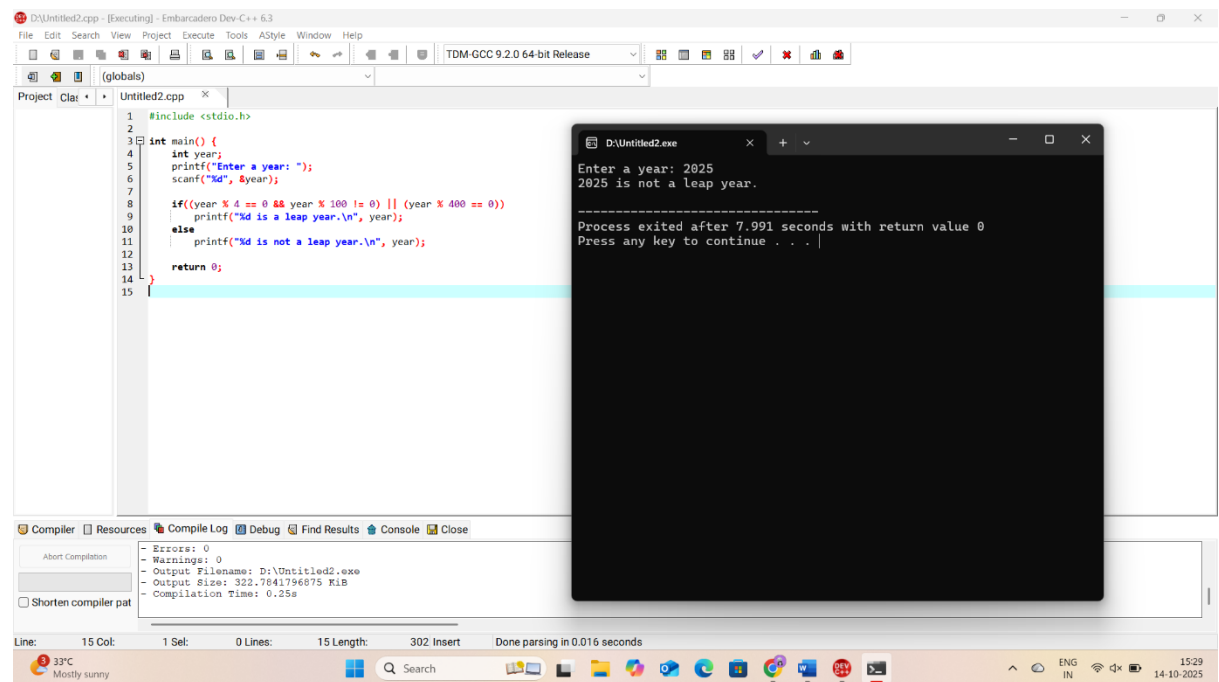 D:\Untitled2.cpp - [Executing] - Embarcadero Dev-C++ 6.3
File Edit Search View Project Execute Tools AStyle Window Help
TDM-GCC 9.2.0 64-bit Release
(globals)
Project Clas Untitled2.cpp
1 #include <stdio.h>
2
3 int main() {
4 int year;
5 printf("Enter a year: ");
6 scanf("%d", &year);
7
8 if((year % 4 == 0 && year % 100 != 0) || (year % 400 == 0))
9 printf("%d is a leap year.\n", year);
10 else
11 printf("%d is not a leap year.\n", year);
12
13 return 0;
14 }
15
D:\Untitled2.exe
Enter a year: 2025
2025 is not a leap year.
--------------------------------
Process exited after 7.991 seconds with return value 0
Press any key to continue . . .
Compiler Resources Compile Log Debug Find Results Console Close
Abort Compilation
Shorten compiler pat
- Errors: 0
- Warnings: 0
- Output Filename: D:\Untitled2.exe
- Output Size: 322.7841796875 KiB
- Compilation Time: 0.25s
Line: 15 Col: 1 Sel: 0 Lines: 15 Length: 302 Insert Done parsing in 0.016 seconds
3
33°C
Mostly sunny
Search
DEV
C++
ENG
IN
15:29
14-10-2025